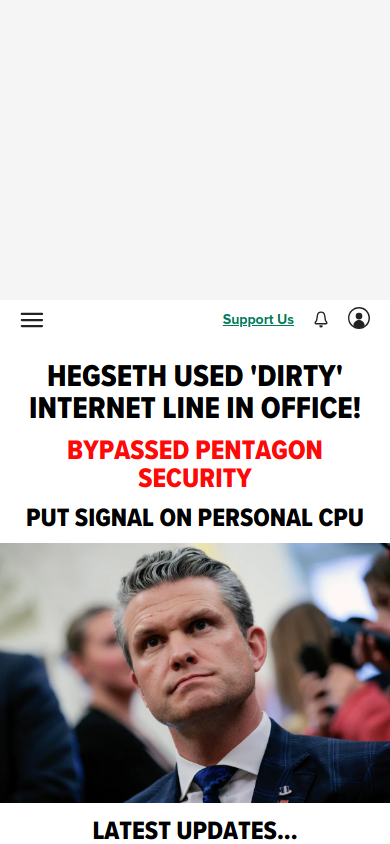 Support Us
HEGSETH USED 'DIRTY'
INTERNET LINE IN OFFICE!
BYPASSED PENTAGON
SECURITY
PUT SIGNAL ON PERSONAL CPU
LATEST UPDATES...